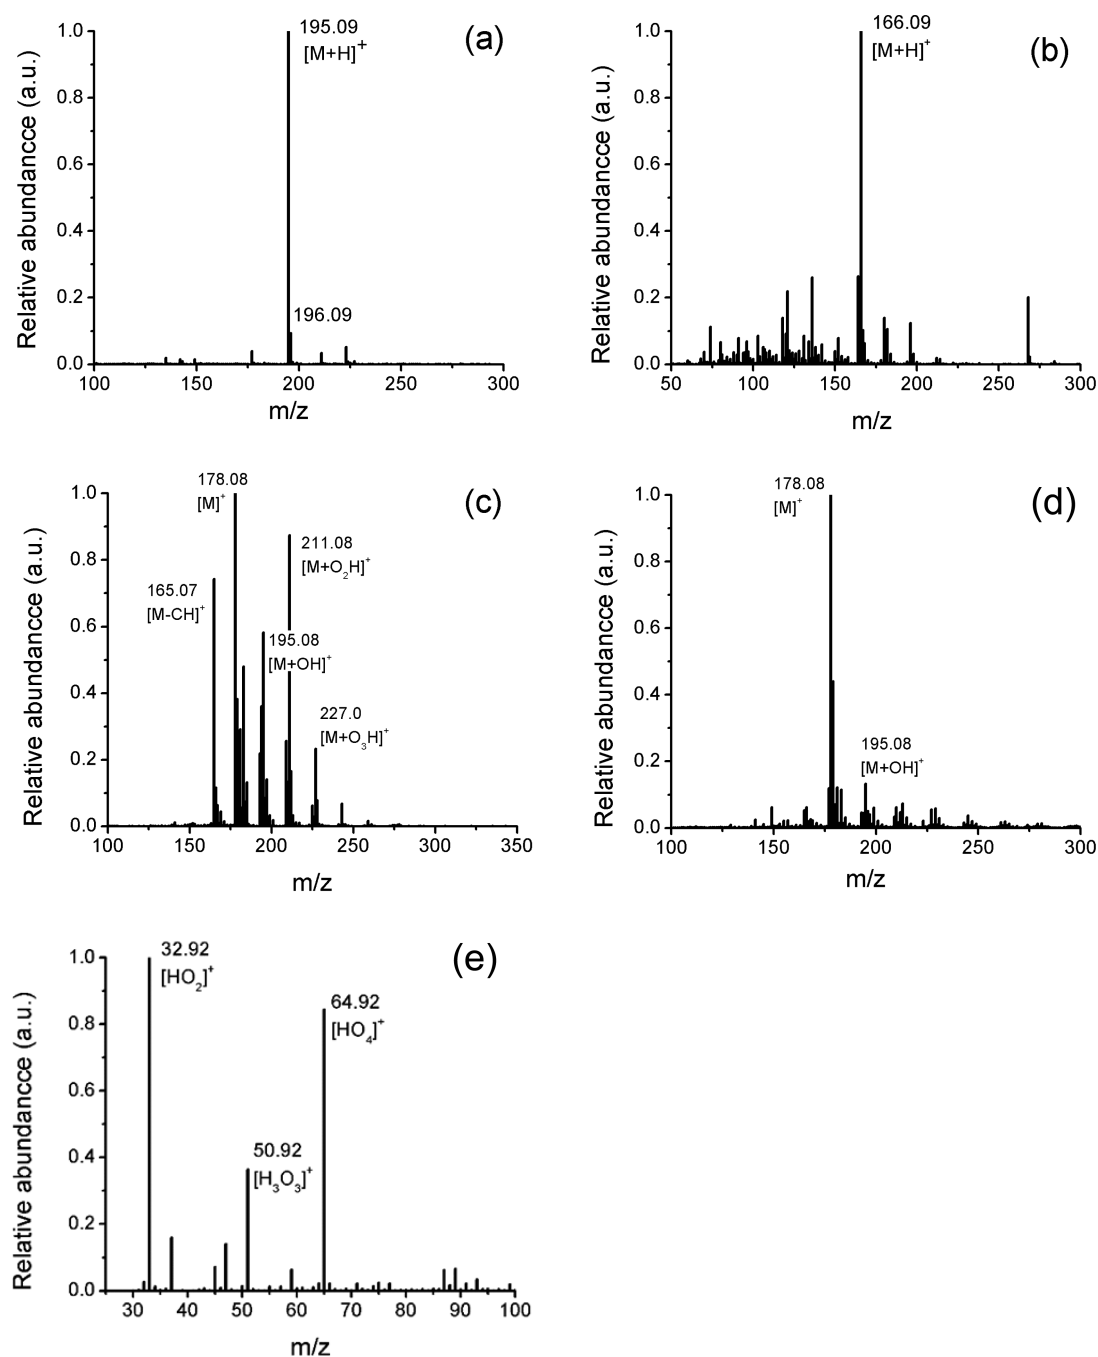 (a)
195.09
[M+H]+
196.09
Relative abundancce (a.u.)
1.0
0.8
0.6
0.4
0.2
0.0
100 150 200 250 300
m/z
(b)
166.09
[M+H]+
Relative abundancce (a.u.)
1.0
0.8
0.6
0.4
0.2
0.0
50 100 150 200 250 300
m/z
(c)
178.08
[M]+
211.08
[M+O2H]+
165.07
[M-CH]+
195.08
[M+OH]+
227.0
[M+O3H]+
Relative abundancce (a.u.)
1.0
0.8
0.6
0.4
0.2
0.0
100 150 200 250 300 350
m/z
(d)
178.08
[M]+
195.08
[M+OH]+
Relative abundancce (a.u.)
1.0
0.8
0.6
0.4
0.2
0.0
100 150 200 250 300
m/z
(e)
32.92
[HO2]+
64.92
[HO4]+
50.92
[H3O3]+
Relative abundancce (a.u.)
1.0
0.8
0.6
0.4
0.2
0.0
30 40 50 60 70 80 90 100
m/z